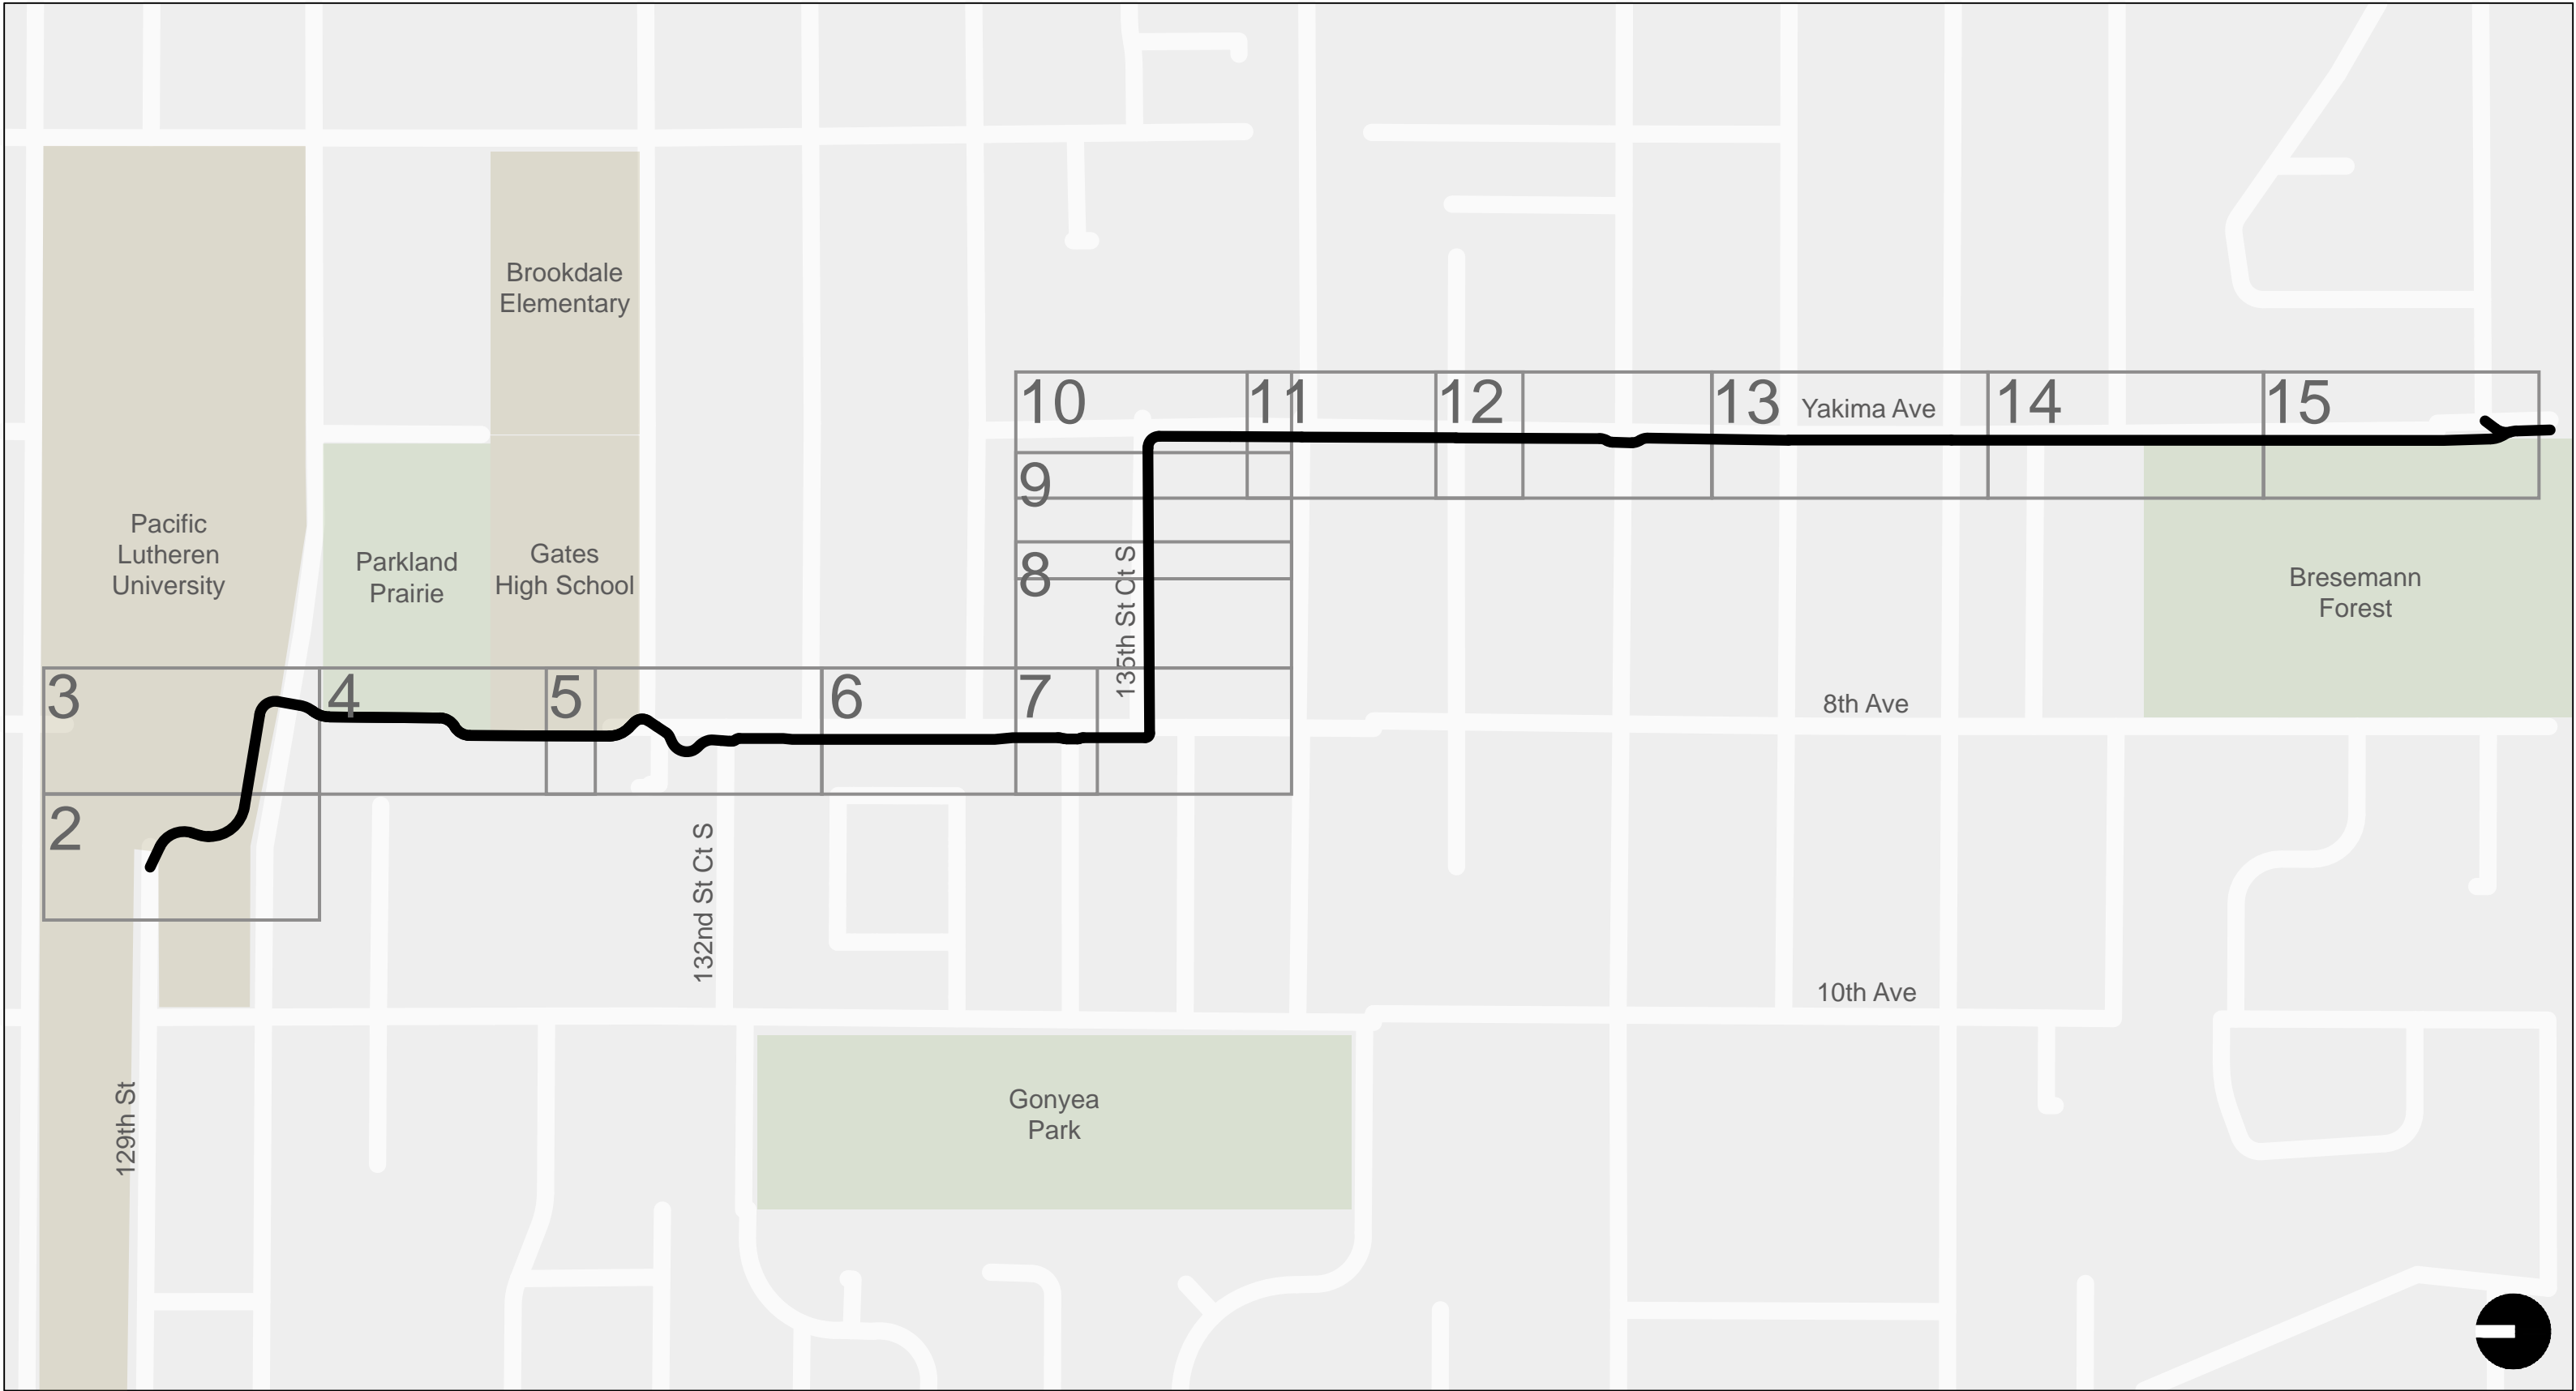 Brookdale
Elementary
10
11
12
13
Yakima Ave
14
15
9
Pacific
Lutheren
University
Parkland
Prairie
Gates
High School
8
135th St Ct S
Bresemann
Forest
3
4
5
6
7
8th Ave
2
132nd St Ct S
10th Ave
129th St
Gonyea
Park